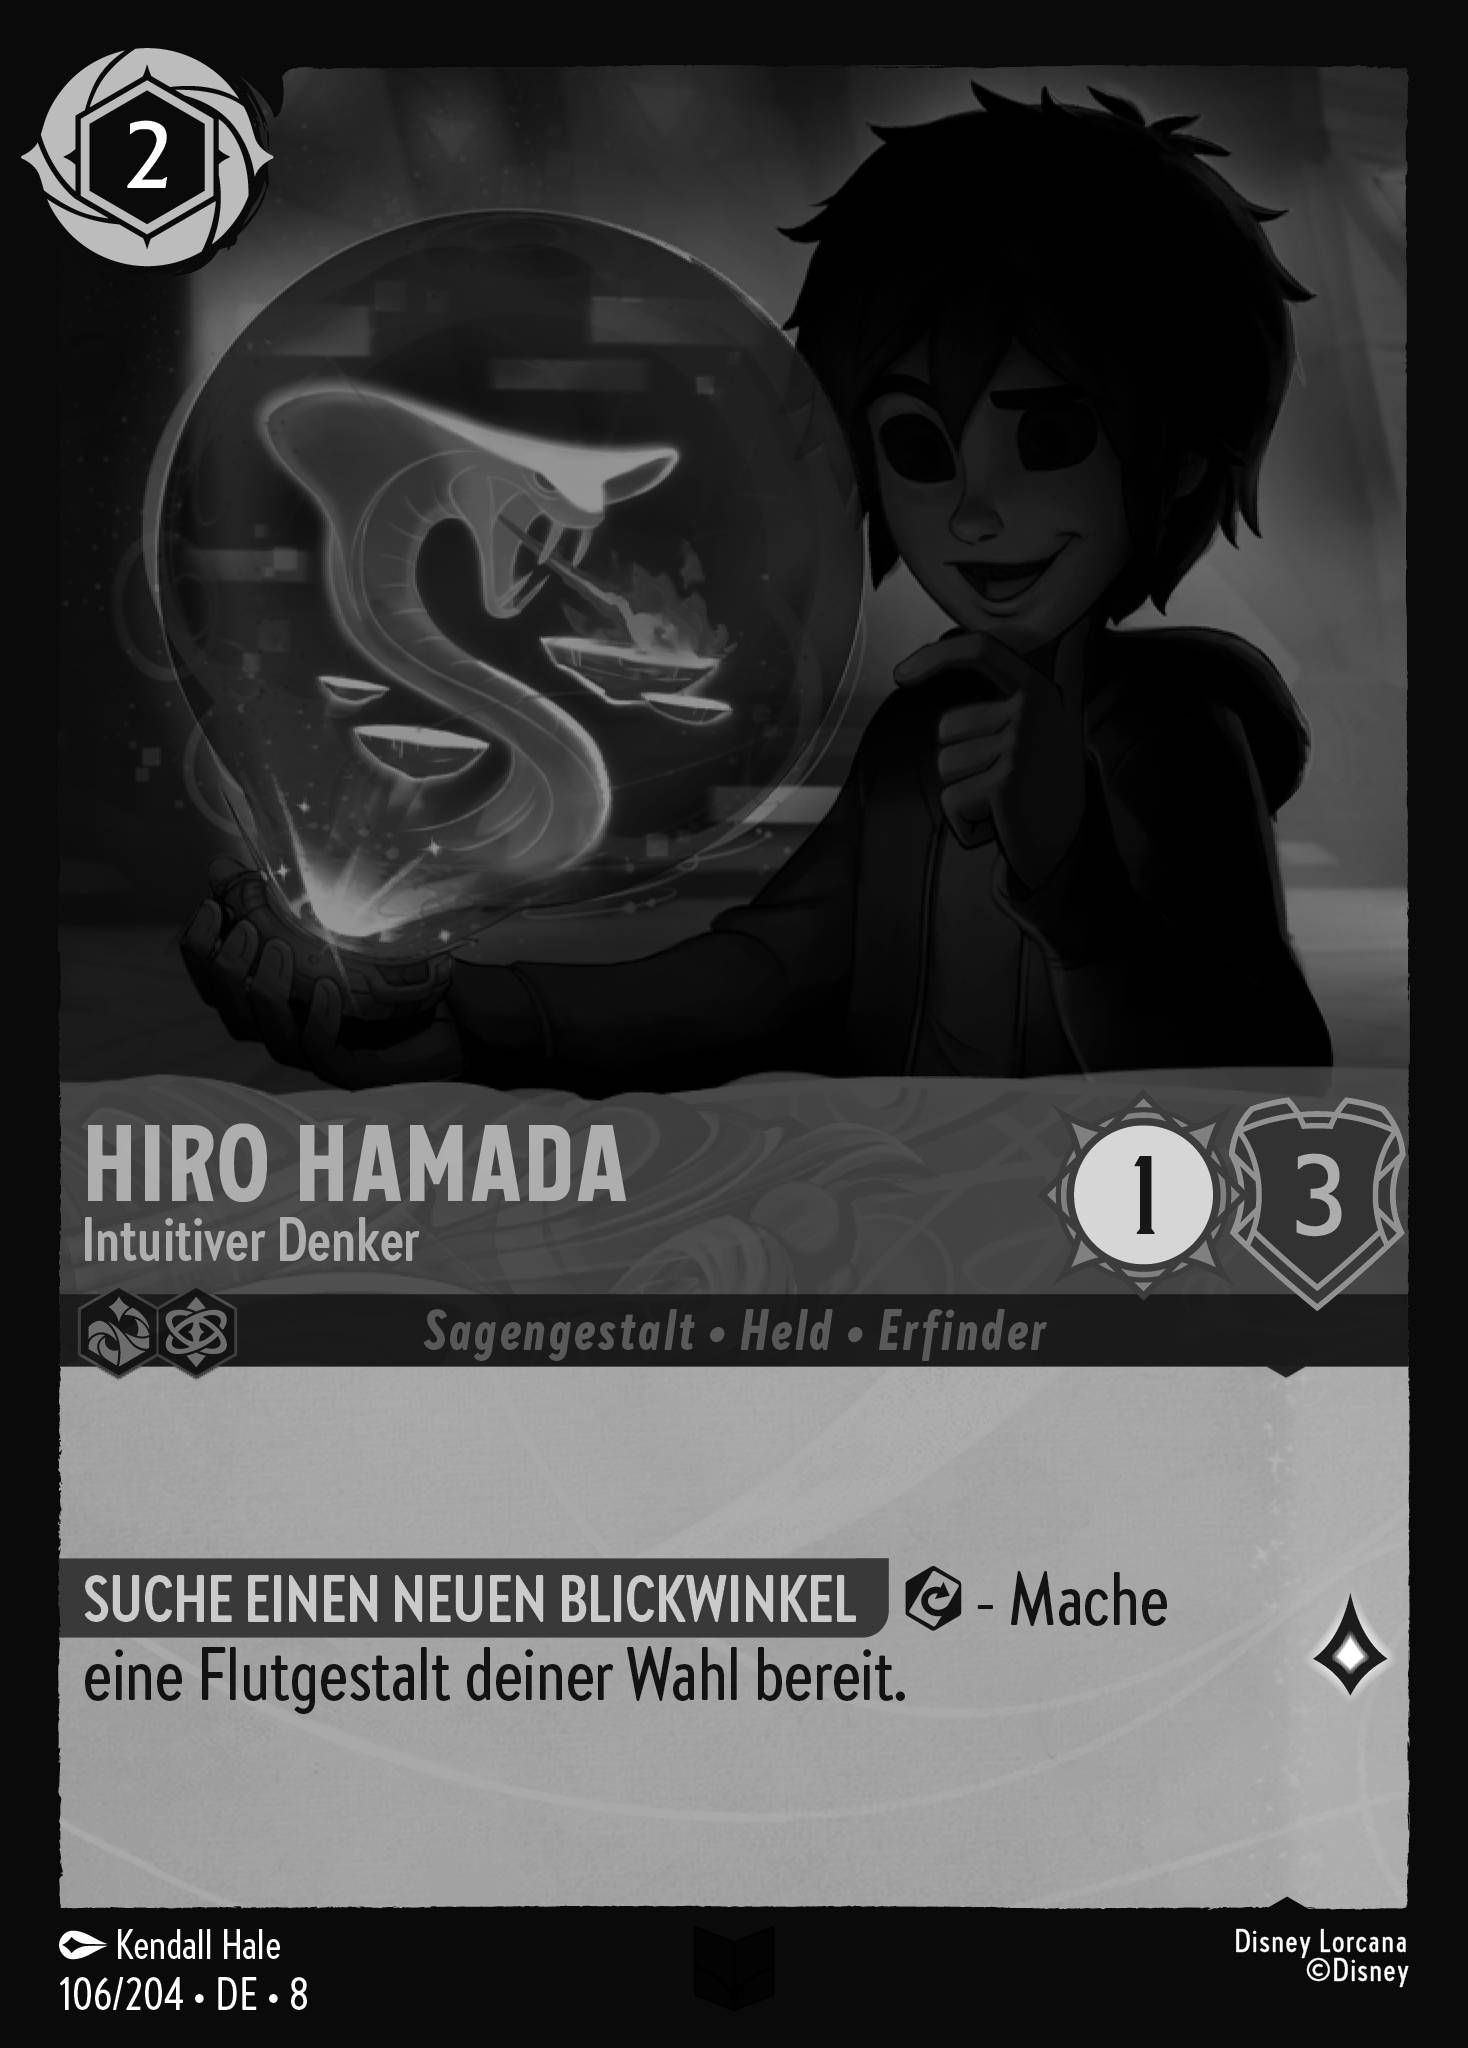 2
HIRO HAMADA
Intuitiver Denker
1
3
Sagengestalt • Held • Erfinder
SUCHE EINEN NEUEN BLICKWINKEL - Mache
eine Flutgestalt deiner Wahl bereit.
Kendall Hale
106/204 • DE • 8
Disney Lorcana
©Disney